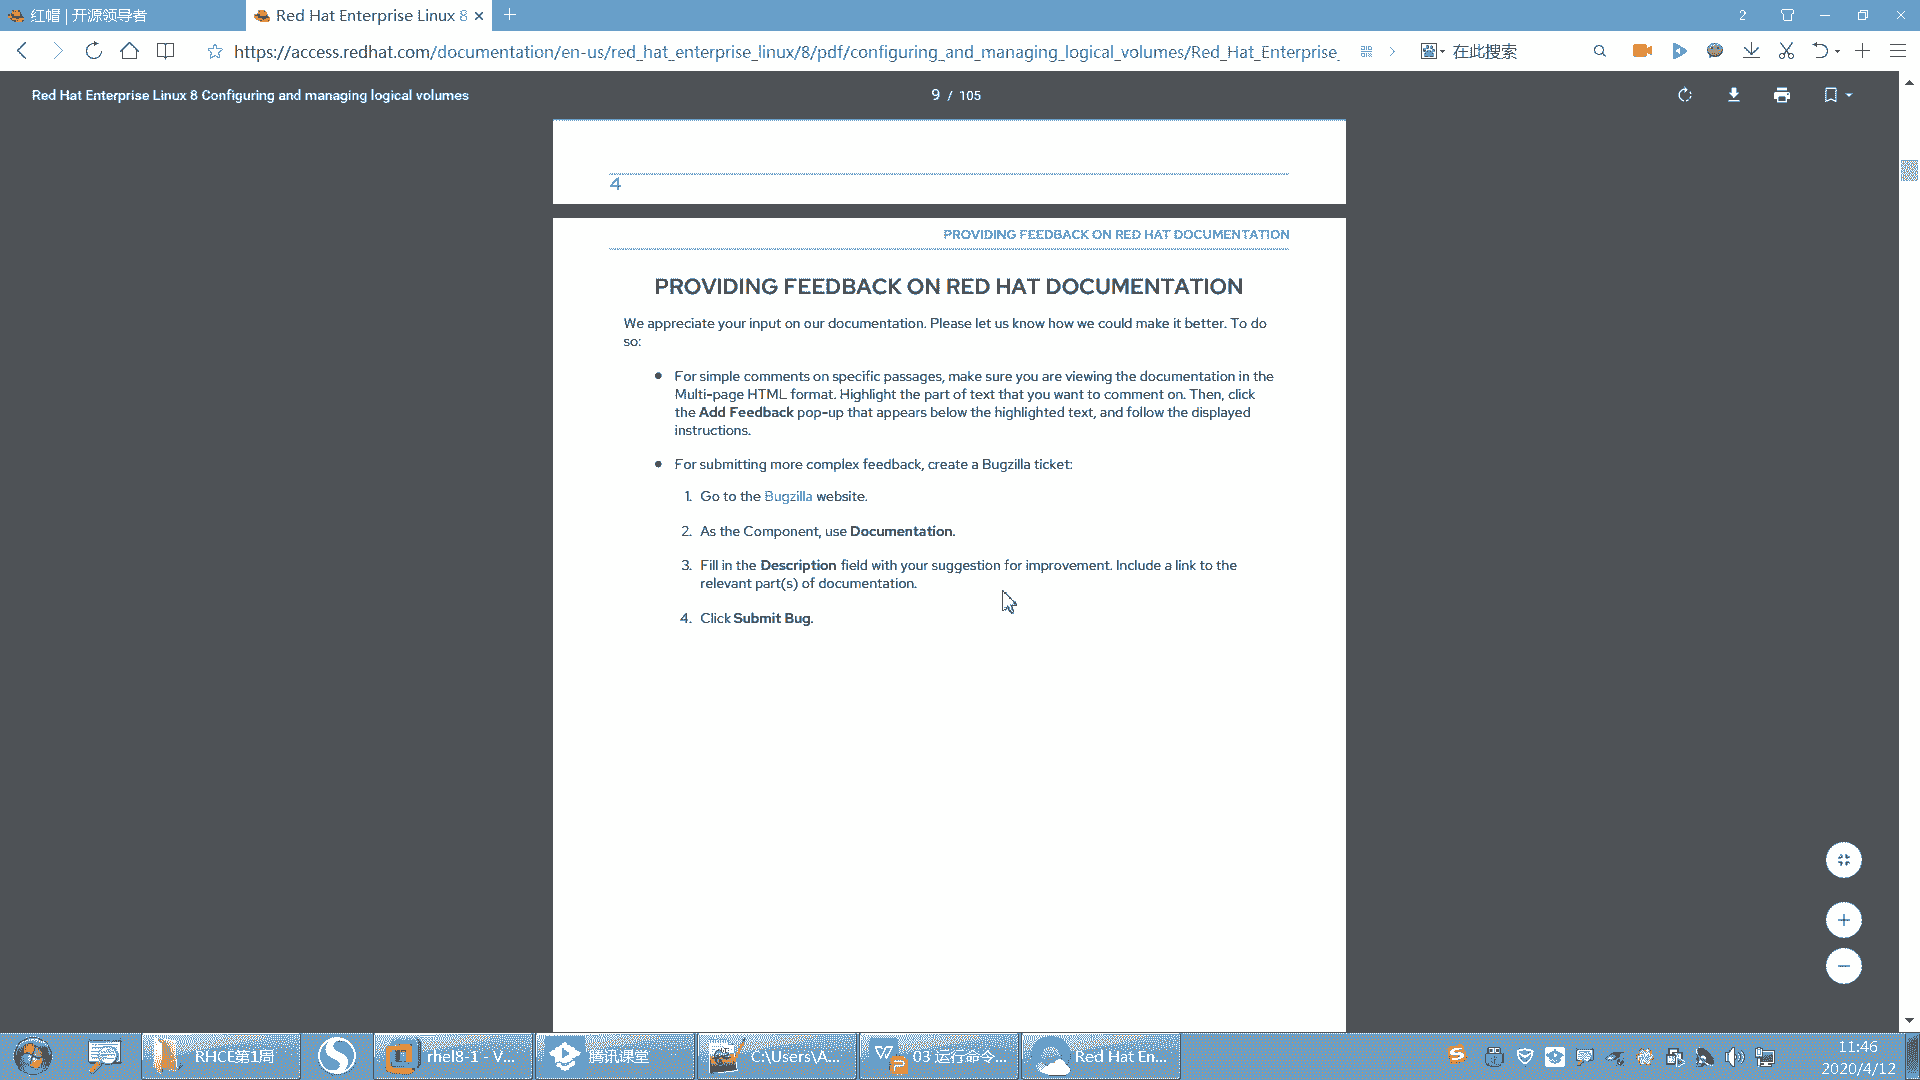 红帽 | 开源领导者
Red Hat Enterprise Linux 8
2
https://access.redhat.com/documentation/en-us/red_hat_enterprise_linux/8/pdf/configuring_and_managing_logical_volumes/Red_Hat_Enterprise_
在此搜索
Red Hat Enterprise Linux 8 Configuring and managing logical volumes
9 / 105
4
PROVIDING FEEDBACK ON RED HAT DOCUMENTATION
PROVIDING FEEDBACK ON RED HAT DOCUMENTATION
We appreciate your input on our documentation. Please let us know how we could make it better. To do
so:
● For simple comments on specific passages, make sure you are viewing the documentation in the
Multi-page HTML format. Highlight the part of text that you want to comment on. Then, click
the Add Feedback pop-up that appears below the highlighted text, and follow the displayed
instructions.
● For submitting more complex feedback, create a Bugzilla ticket:
1. Go to the Bugzilla website.
2. As the Component, use Documentation.
3. Fill in the Description field with your suggestion for improvement. Include a link to the
relevant part(s) of documentation.
4. Click Submit Bug.
RHCE第1周
rhel8-1 - V...
腾讯课堂
C:\Users\A...
03 运行命令...
Red Hat En...
11:46
2020/4/12